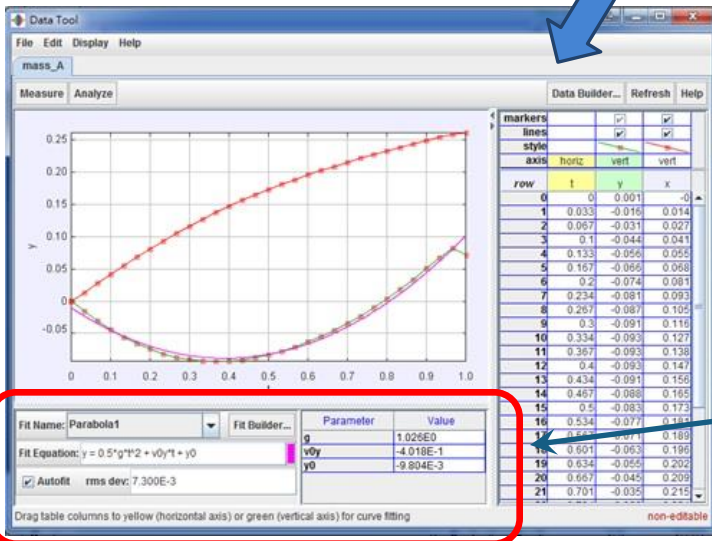 Data Tool
File Edit Display Help
mass_A
Measure Analyze
Data Builder... Refresh Help
markers
lines
style
axis horiz vert vert
row t y x
0 0 0.001 -0
1 0.033 -0.016 0.014
2 0.067 -0.031 0.027
3 0.1 -0.044 0.041
4 0.133 -0.056 0.055
5 0.167 -0.066 0.068
6 0.2 -0.074 0.081
7 0.234 -0.081 0.093
8 0.267 -0.087 0.105
9 0.3 -0.091 0.116
10 0.334 -0.093 0.127
11 0.367 -0.093 0.138
12 0.4 -0.093 0.147
13 0.434 -0.091 0.156
14 0.467 -0.088 0.165
15 0.5 -0.083 0.173
16 0.534 -0.077 0.181
17 0.189
18 0.601 -0.063 0.196
19 0.634 -0.055 0.202
20 0.667 -0.045 0.209
21 0.701 -0.035 0.215
0.25
0.20
0.15
y
0.10
0.05
0
-0.05
0 0.1 0.2 0.3 0.4 0.5 0.6 0.7 0.8 0.9 1.0
Fit Name: Parabola1 Fit Builder...
Fit Equation: y = 0.5*g*t^2 + v0y*t + y0
Autofit rms dev: 7.300E-3
Parameter Value
g 1.026E0
v0y -4.018E-1
y0 -9.804E-3
Drag table columns to yellow (horizontal axis) or green (vertical axis) for curve fitting
non-editable